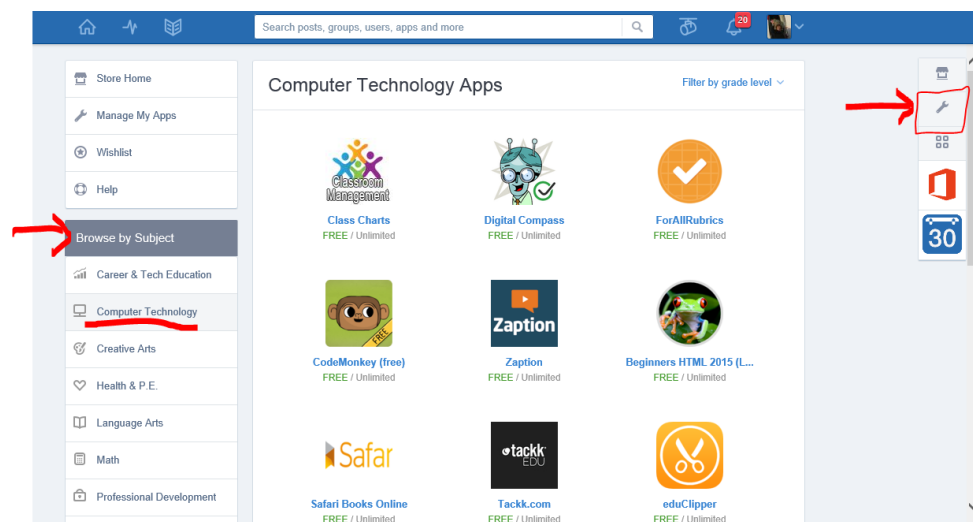 Search posts, groups, users, apps and more
20
Store Home
Manage My Apps
Wishlist
Help
Browse by Subject
Career & Tech Education
Computer Technology
Creative Arts
Health & P.E.
Language Arts
Math
Professional Development
Computer Technology Apps
Filter by grade level
Classroom
Management
Class Charts
FREE / Unlimited
Digital Compass
FREE / Unlimited
ForAllRubrics
FREE / Unlimited
FREE
CodeMonkey (free)
FREE / Unlimited
Zaption
Zaption
FREE / Unlimited
Beginners HTML 2015 (L...
FREE / Unlimited
Safar
Safari Books Online
FREE / Unlimited
tackk
EDU
Tackk.com
FREE / Unlimited
eduClipper
FREE / Unlimited
30